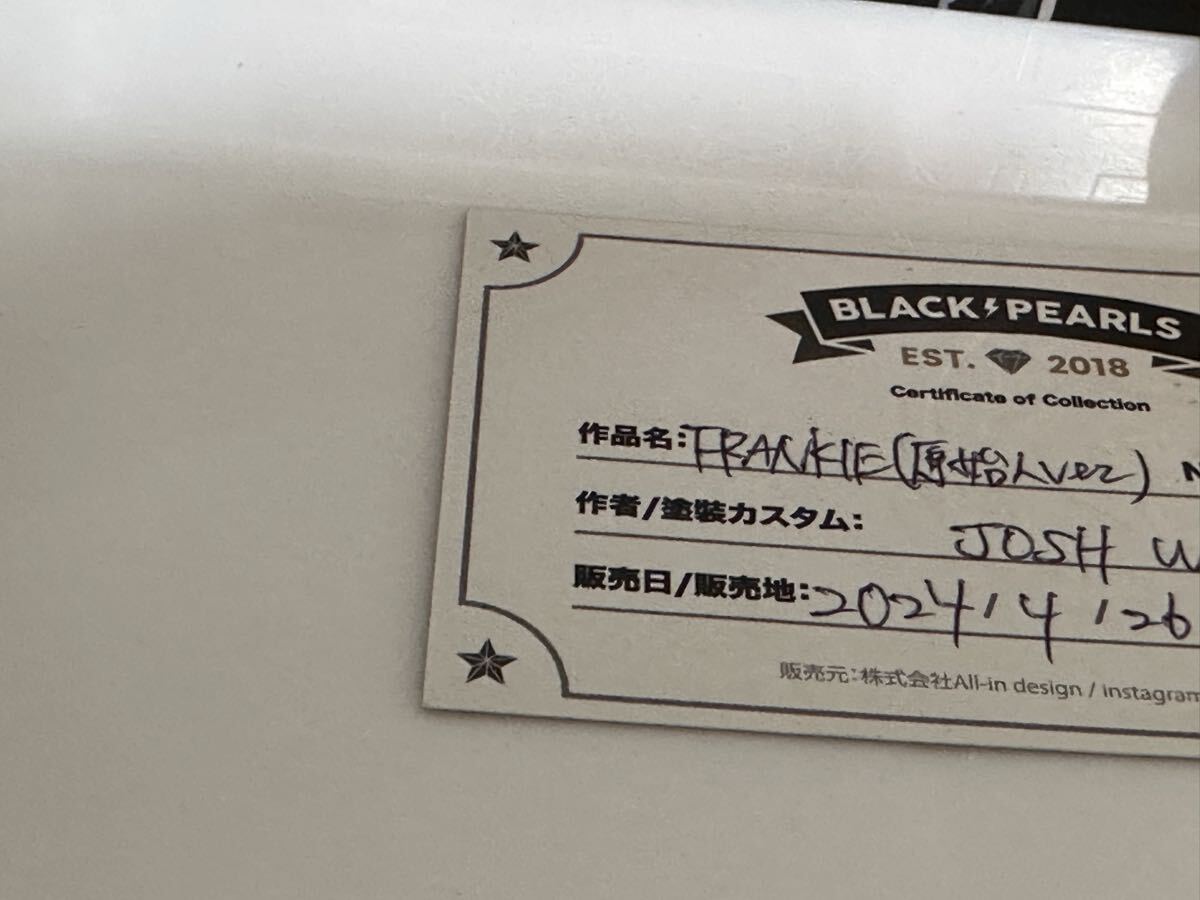 BLACK⚡PEARLS
EST. 2018
Certificate of Collection
作品名:FRANKIE(原始人ver)
作者/塗装カスタム: JOSH
販売日/販売地:2024/4/26
販売元:株式会社All-in design / instagram